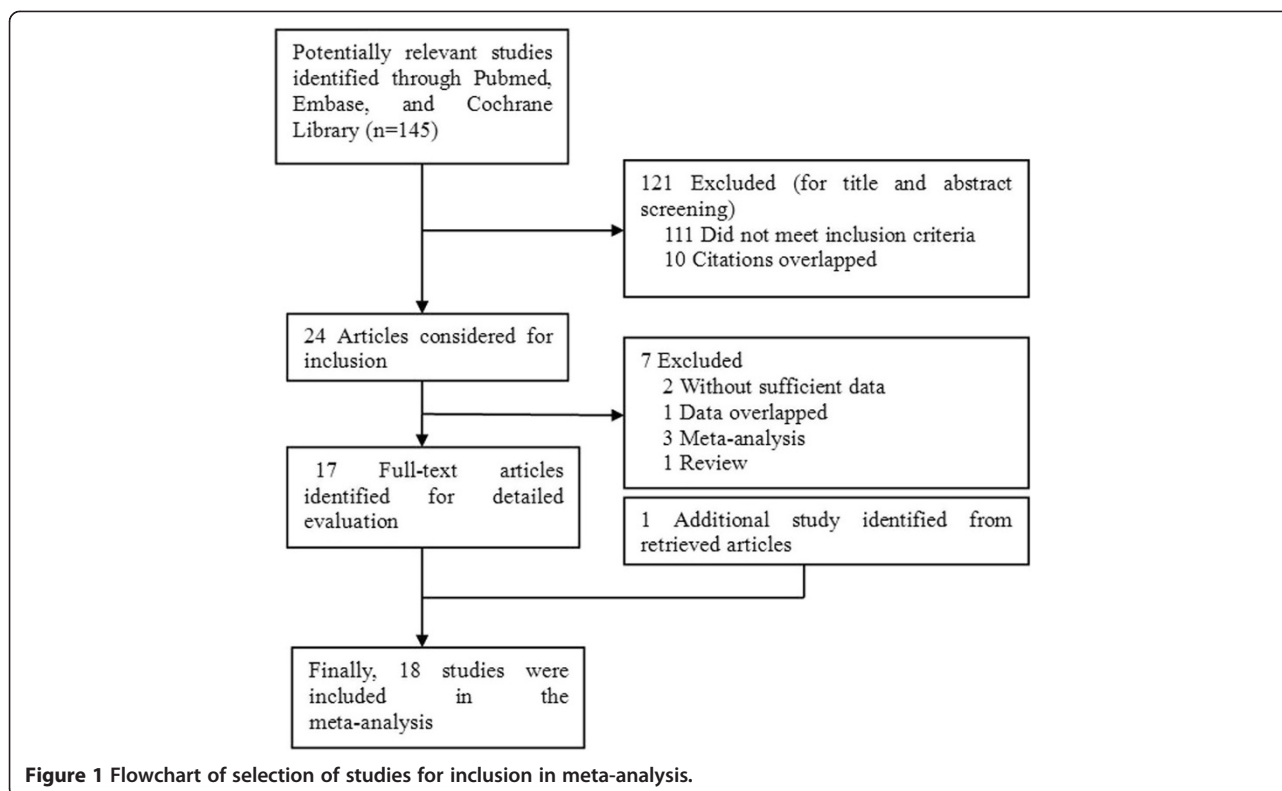 Potentially relevant studies
identified through Pubmed,
Embase, and Cochrane
Library (n=145)
121 Excluded (for title and abstract
screening)
111 Did not meet inclusion criteria
10 Citations overlapped
24 Articles considered for
inclusion
7 Excluded
2 Without sufficient data
1 Data overlapped
3 Meta-analysis
1 Review
17 Full-text articles
identified for detailed
evaluation
1 Additional study identified from
retrieved articles
Finally, 18 studies were
included in the
meta-analysis
Figure 1 Flowchart of selection of studies for inclusion in meta-analysis.